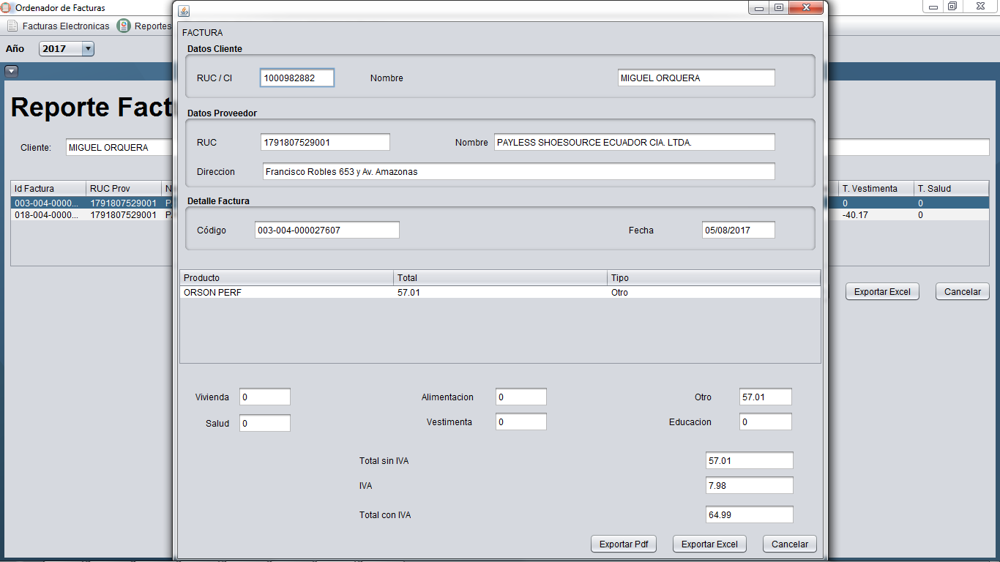 Ordenador de Facturas
Facturas Electronicas Reportes
Año 2017
Reporte Fact
Cliente: MIGUEL ORQUERA
Id Factura RUC Prov N
003-004-0000... 1791807529001 P
018-004-0000... 1791807529001 P
T. Vestimenta T. Salud
0 0
-40.17 0
Exportar Excel Cancelar
FACTURA
Datos Cliente
RUC / CI 1000982882 Nombre MIGUEL ORQUERA
Datos Proveedor
RUC 1791807529001 Nombre PAYLESS SHOESOURCE ECUADOR CIA. LTDA.
Direccion Francisco Robles 653 y Av. Amazonas
Detalle Factura
Código 003-004-000027607 Fecha 05/08/2017
Producto Total Tipo
ORSON PERF 57.01 Otro
Vivienda 0 Alimentacion 0 Otro 57.01
Salud 0 Vestimenta 0 Educacion 0
Total sin IVA 57.01
IVA 7.98
Total con IVA 64.99
Exportar Pdf Exportar Excel Cancelar